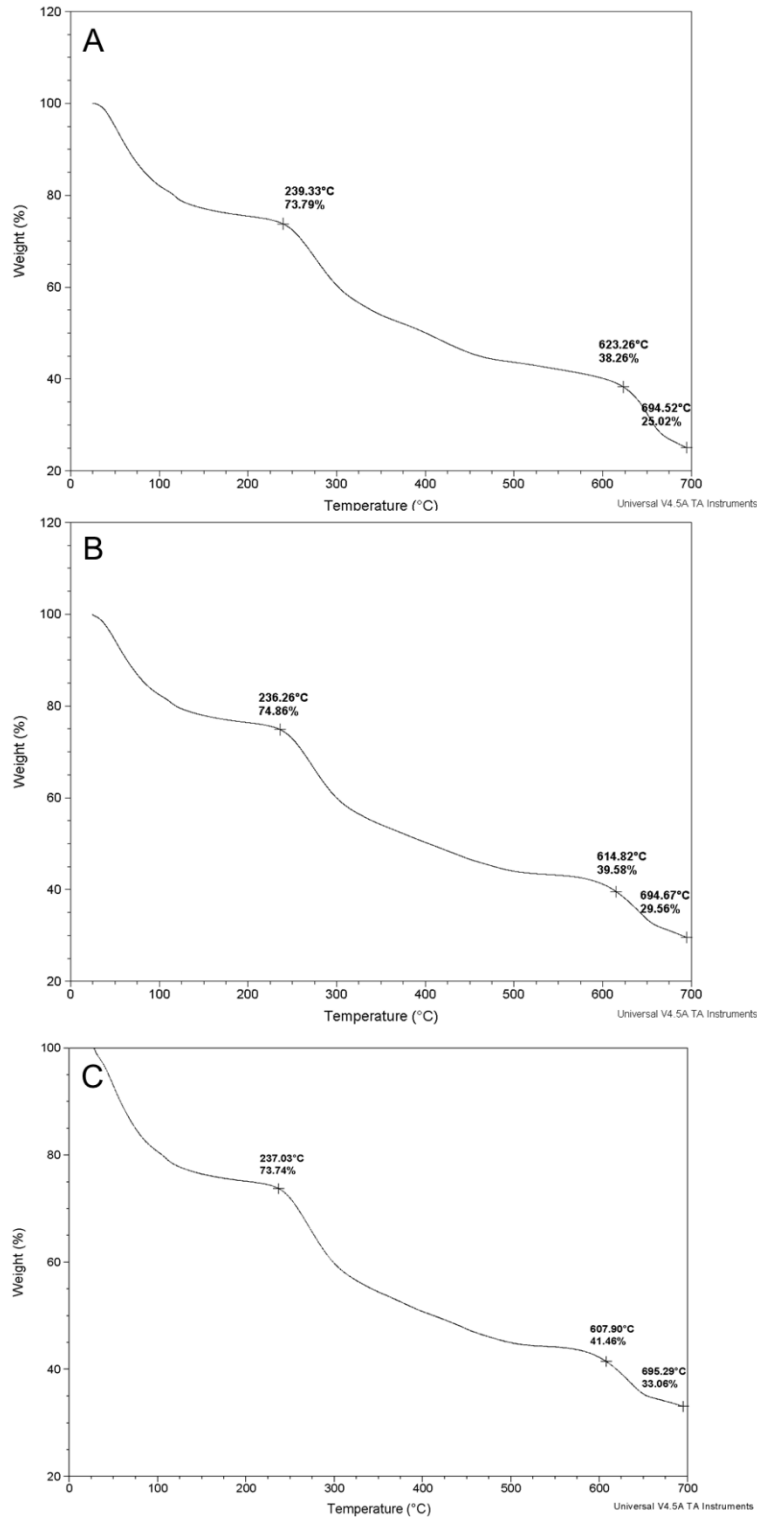 A
120
100
80
60
40
20
Weight (%)
239.33°C
73.79%
623.26°C
38.26%
694.52°C
25.02%
0 100 200 300 400 500 600 700
Temperature (°C)
Universal V4.5A TA Instruments
B
120
100
80
60
40
20
Weight (%)
236.26°C
74.86%
614.82°C
39.58%
694.67°C
29.56%
0 100 200 300 400 500 600 700
Temperature (°C)
Universal V4.5A TA Instruments
C
100
80
60
40
20
Weight (%)
237.03°C
73.74%
607.90°C
41.46%
695.29°C
33.06%
0 100 200 300 400 500 600 700
Temperature (°C)
Universal V4.5A TA Instruments